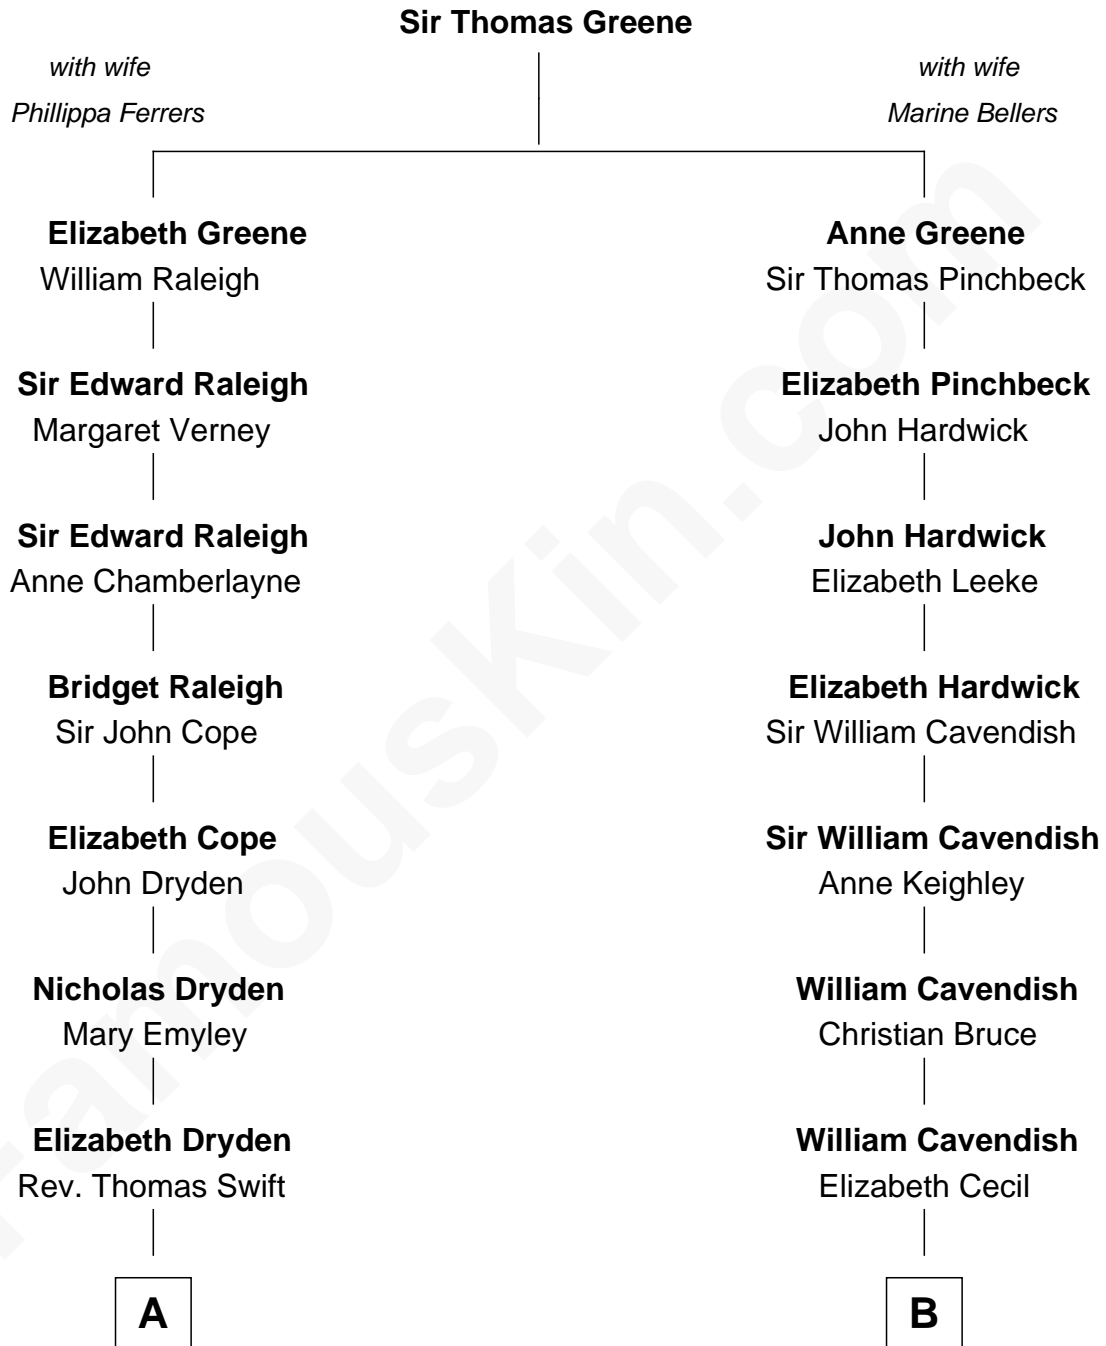 Sir Thomas Greene
with wife
Phillippa Ferrers
with wife
Marine Bellers
Elizabeth Greene
William Raleigh
Anne Greene
Sir Thomas Pinchbeck
Sir Edward Raleigh
Margaret Verney
Elizabeth Pinchbeck
John Hardwick
Sir Edward Raleigh
Anne Chamberlayne
John Hardwick
Elizabeth Leeke
Bridget Raleigh
Sir John Cope
Elizabeth Hardwick
Sir William Cavendish
Elizabeth Cope
John Dryden
Sir William Cavendish
Anne Keighley
Nicholas Dryden
Mary Emyley
William Cavendish
Christian Bruce
Elizabeth Dryden
Rev. Thomas Swift
William Cavendish
Elizabeth Cecil
A
B
FamousKin.com